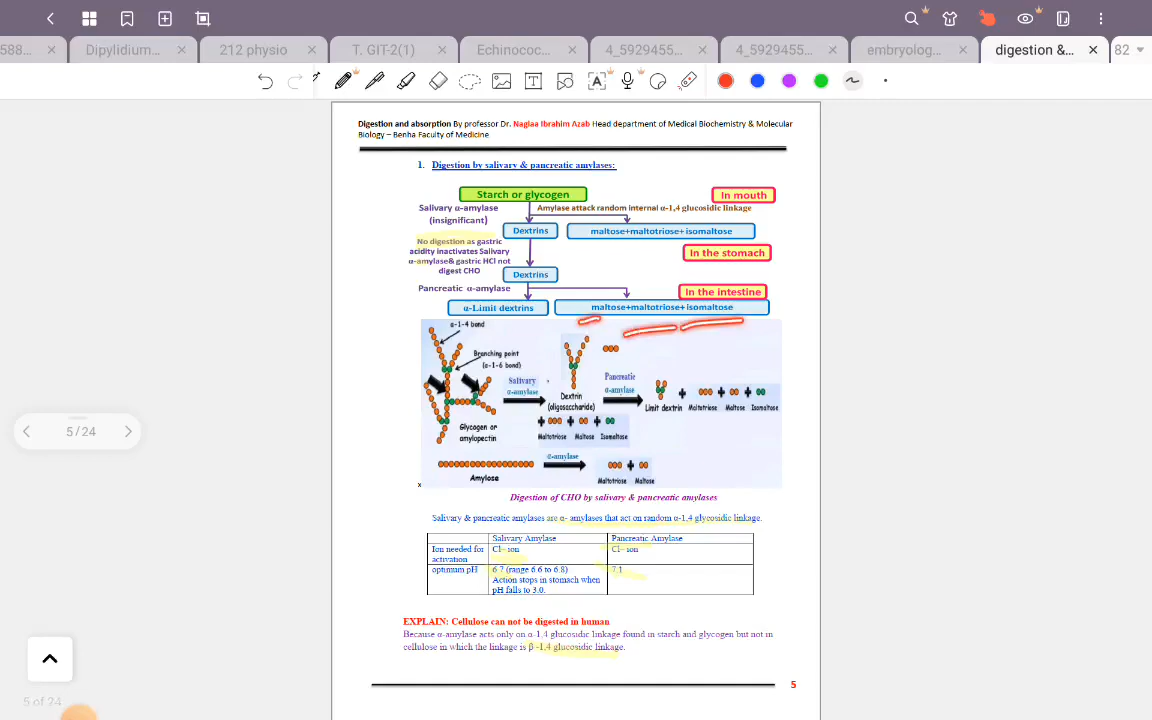 588...
Dipylidium...
212 physio
T. GIT-2(1)
Echinococ...
4_5929455...
4_5929455...
embryolog...
digestion &...
82
Digestion and absorption By professor Dr. Naglaa Ibrahim Azab Head department of Medical Biochemistry & Molecular
Biology – Benha Faculty of Medicine
1. Digestion by salivary & pancreatic amylases:
Starch or glycogen
In mouth
Salivary α-amylase
(insignificant)
Amylase attack random internal α-1,4 glucosidic linkage
Dextrins
maltose+maltotriose+isomaltose
No digestion as gastric
acidity inactivates Salivary
α-amylase& gastric HCl not
digest CHO
In the stomach
Dextrins
Pancreatic α-amylase
In the intestine
α-Limit dextrins
maltose+maltotriose+ isomaltose
α-1-4 bond
Branching point
(α-1-6 bond)
Salivary
α-amylase
Pancreatic
α-amylase
Dextrin
(oligosaccharide)
Limit dextrin
Maltotriose
Maltose
Isomaltose
Glycogen or
amylopectin
Maltotriose
Maltose
Isomaltose
α-amylase
Amylose
Maltotriose
Maltose
Digestion of CHO by salivary & pancreatic amylases
Salivary & pancreatic amylases are α- amylases that act on random α-1,4 glycosidic linkage.
Salivary Amylase
Pancreatic Amylase
Ion needed for
activation
Cl– ion
Cl– ion
optimum pH
6.7 (range 6.6 to 6.8)
Action stops in stomach when
pH falls to 3.0.
7.1
EXPLAIN: Cellulose can not be digested in human
Because α-amylase acts only on α-1,4 glucosidic linkage found in starch and glycogen but not in
cellulose in which the linkage is β -1,4 glucosidic linkage.
5
5/24
5 of 24